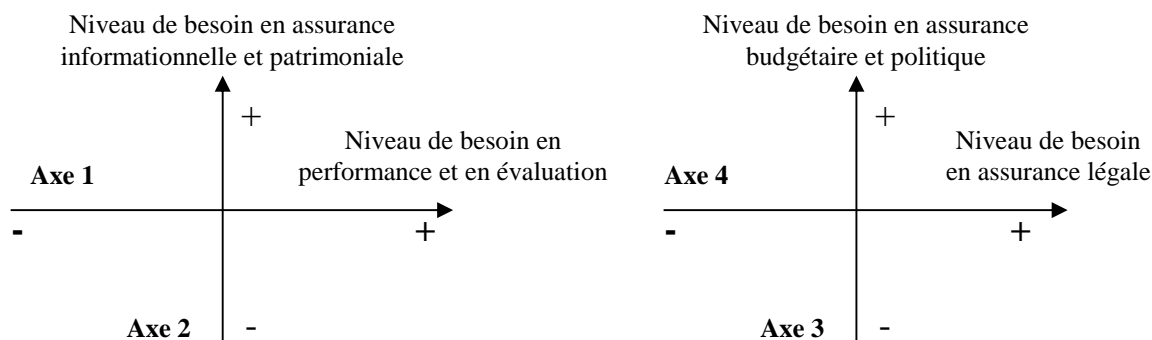 Niveau de besoin en assurance
informationnelle et patrimoniale
+
Niveau de besoin en
performance et en évaluation
Axe 1
-
+
Axe 2
-
Niveau de besoin en assurance
budgétaire et politique
+
Niveau de besoin
en assurance légale
Axe 4
-
+
Axe 3
-